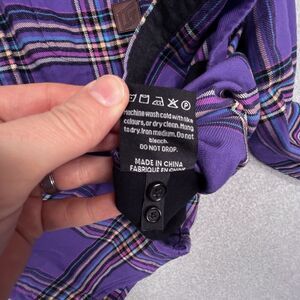 machine wash cold with like
colours, or dry clean. Hang
to dry. Iron medium. Do not
bleach.
DO NOT DROP.
MADE IN CHINA
FABRIQUÉ EN